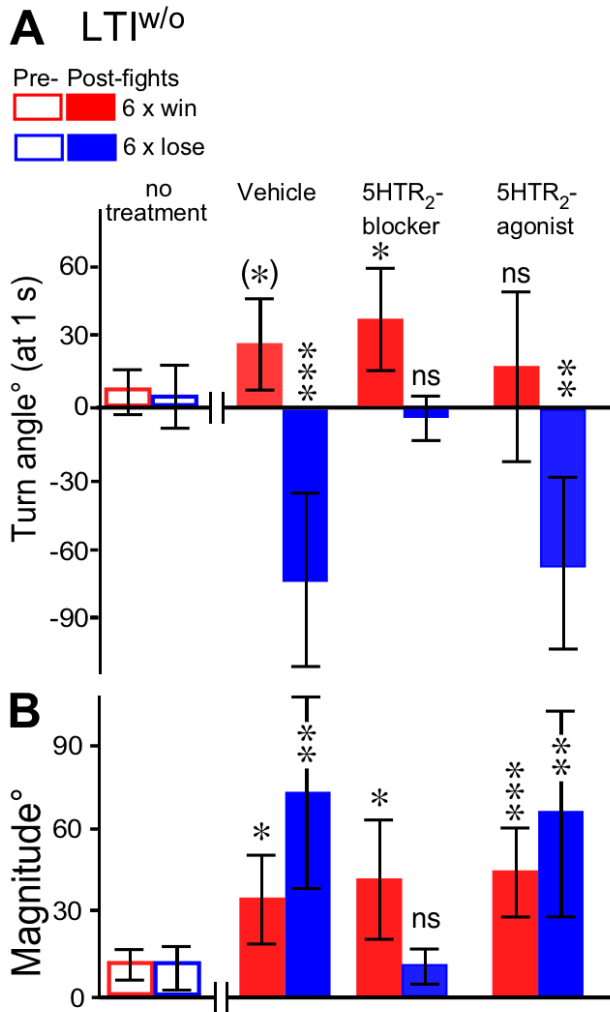 A LTIw/o
Pre- Post-fights
6 x win
6 x lose
no treatment
Vehicle
5HTR2-blocker
5HTR2-agonist
Turn angle° (at 1 s)
60
30
0
-30
-60
-90
(*)
***
*
ns
ns
**
B
Magnitude°
90
60
30
0
*
**
*
ns
***
**